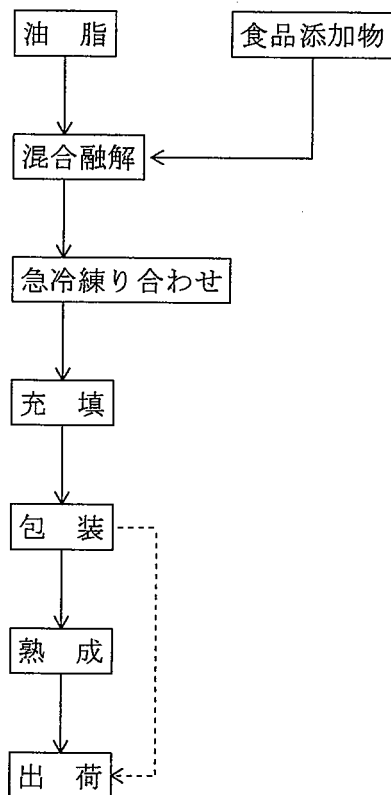 油 脂
食品添加物
混合融解
急冷練り合わせ
充 填
包 装
熟 成
出 荷